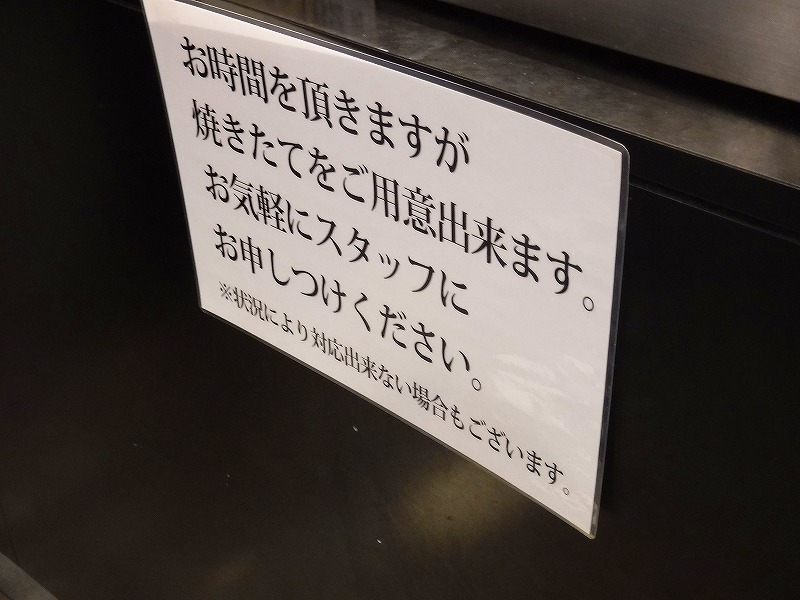 お時間を頂きますが
焼きたてをご用意出来ます。
お気軽にスタッフに
お申しつけください。
※状況により対応出来ない場合もございます。